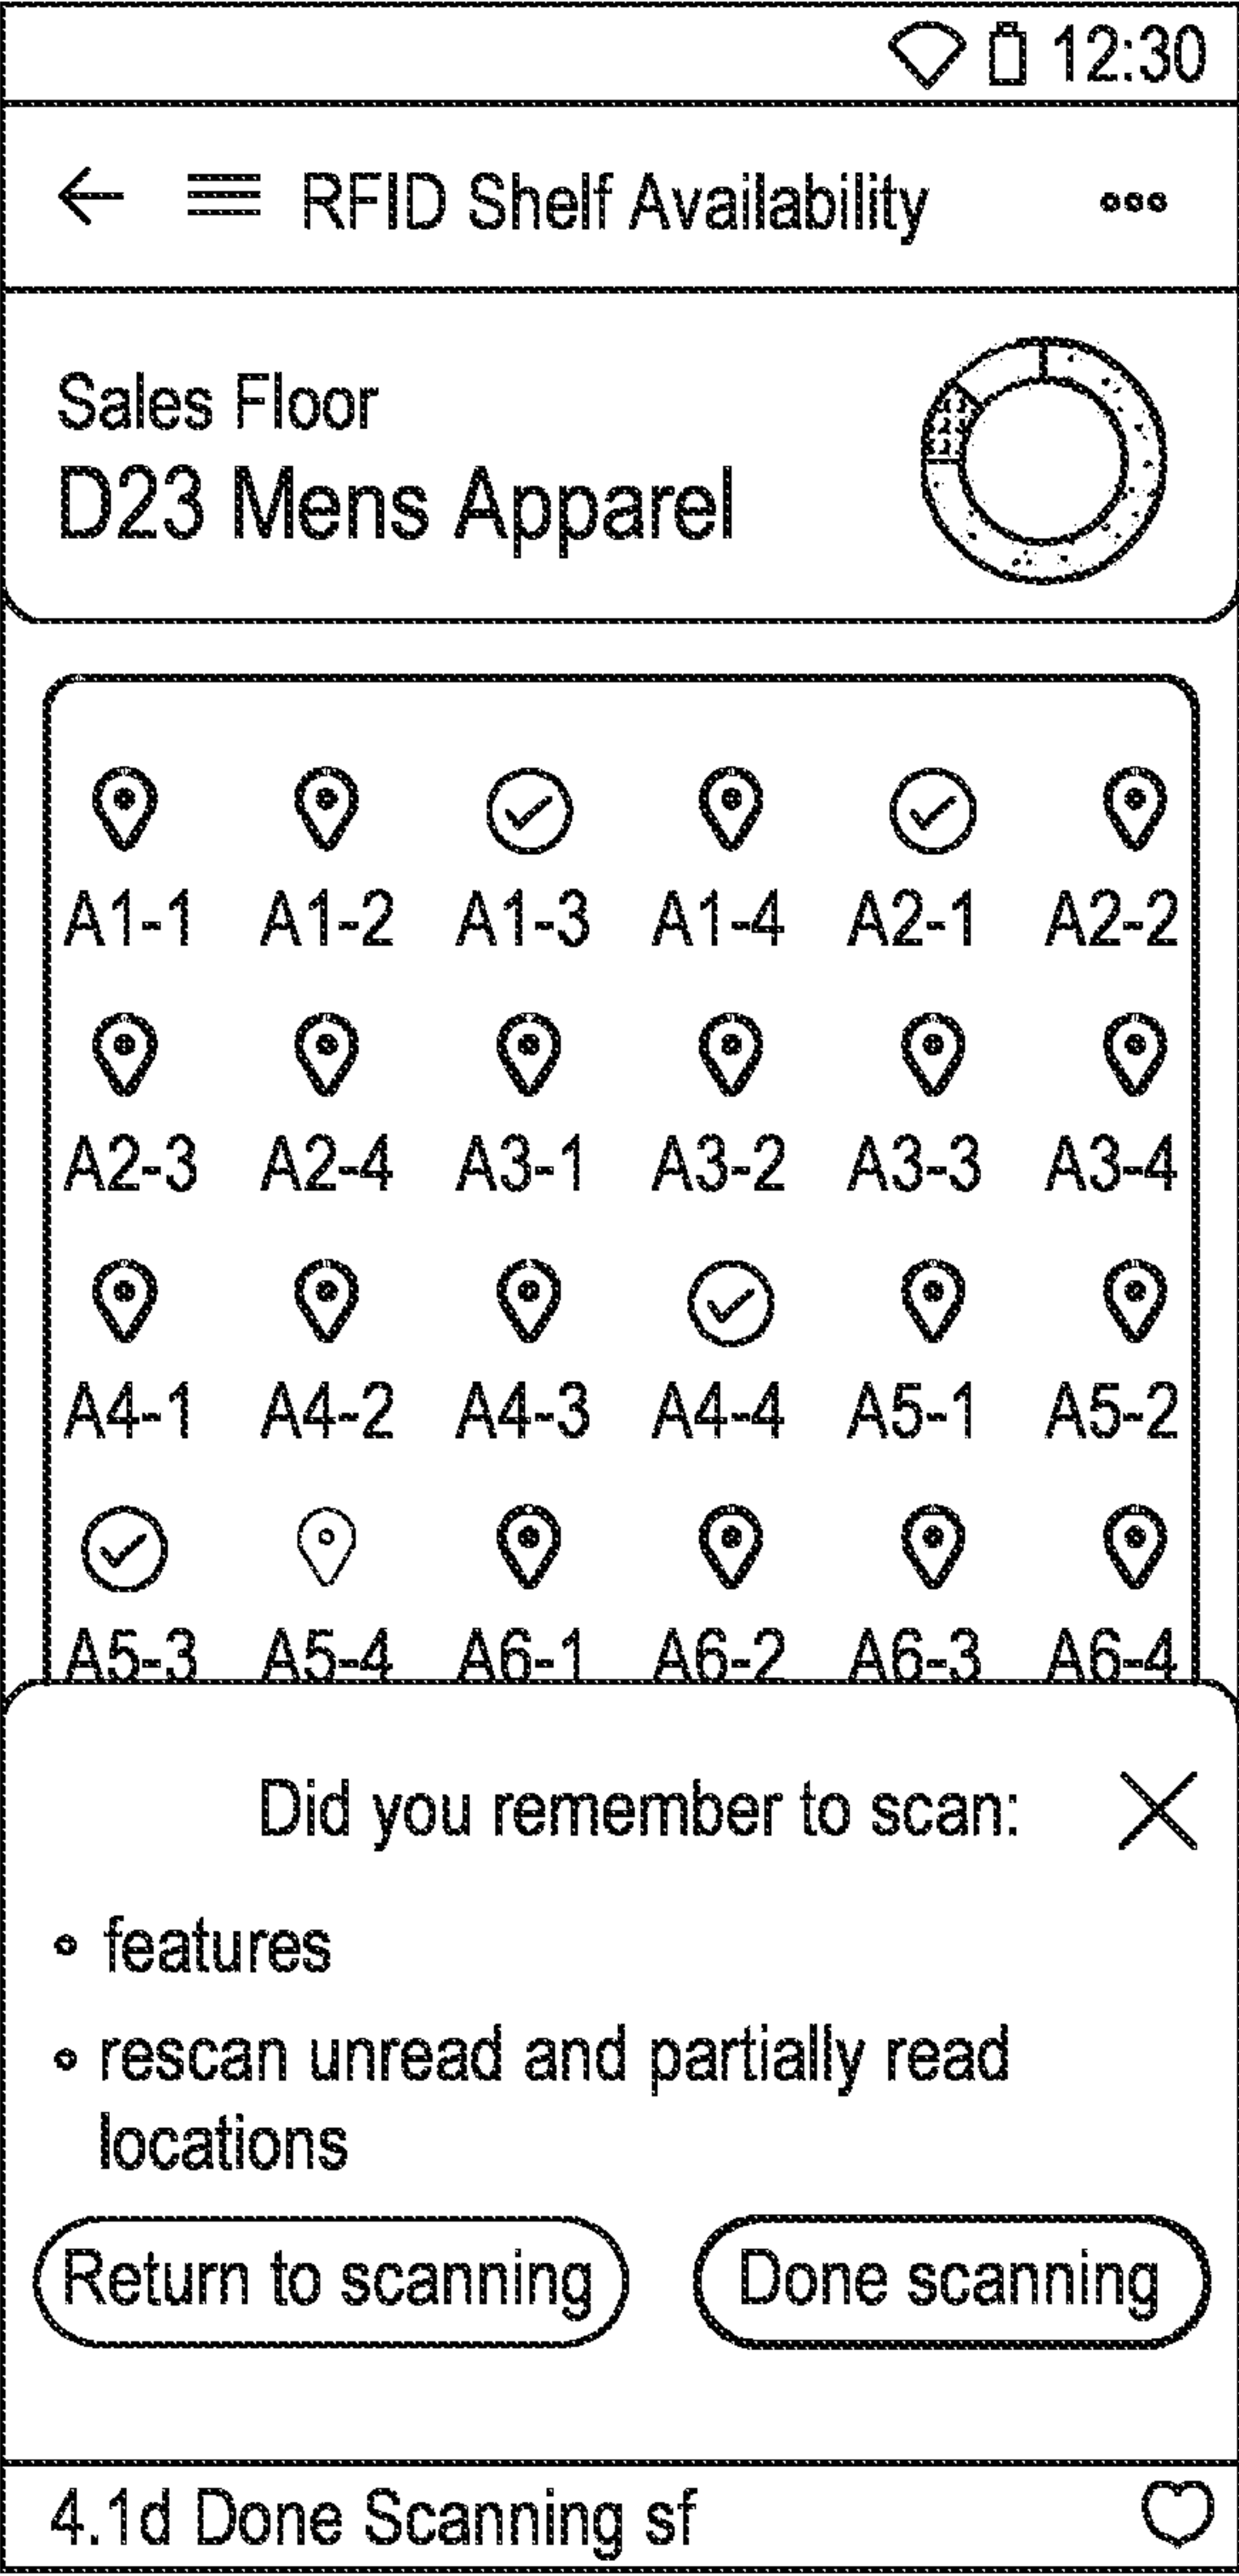 12:30
RFID Shelf Availability
Sales Floor
D23 Mens Apparel
A1-1 A1-2 A1-3 A1-4 A2-1 A2-2
A2-3 A2-4 A3-1 A3-2 A3-3 A3-4
A4-1 A4-2 A4-3 A4-4 A5-1 A5-2
A5-3 A5-4 A6-1 A6-2 A6-3 A6-4
Did you remember to scan:
features
rescan unread and partially read
locations
Return to scanning Done scanning
4.1d Done Scanning sf